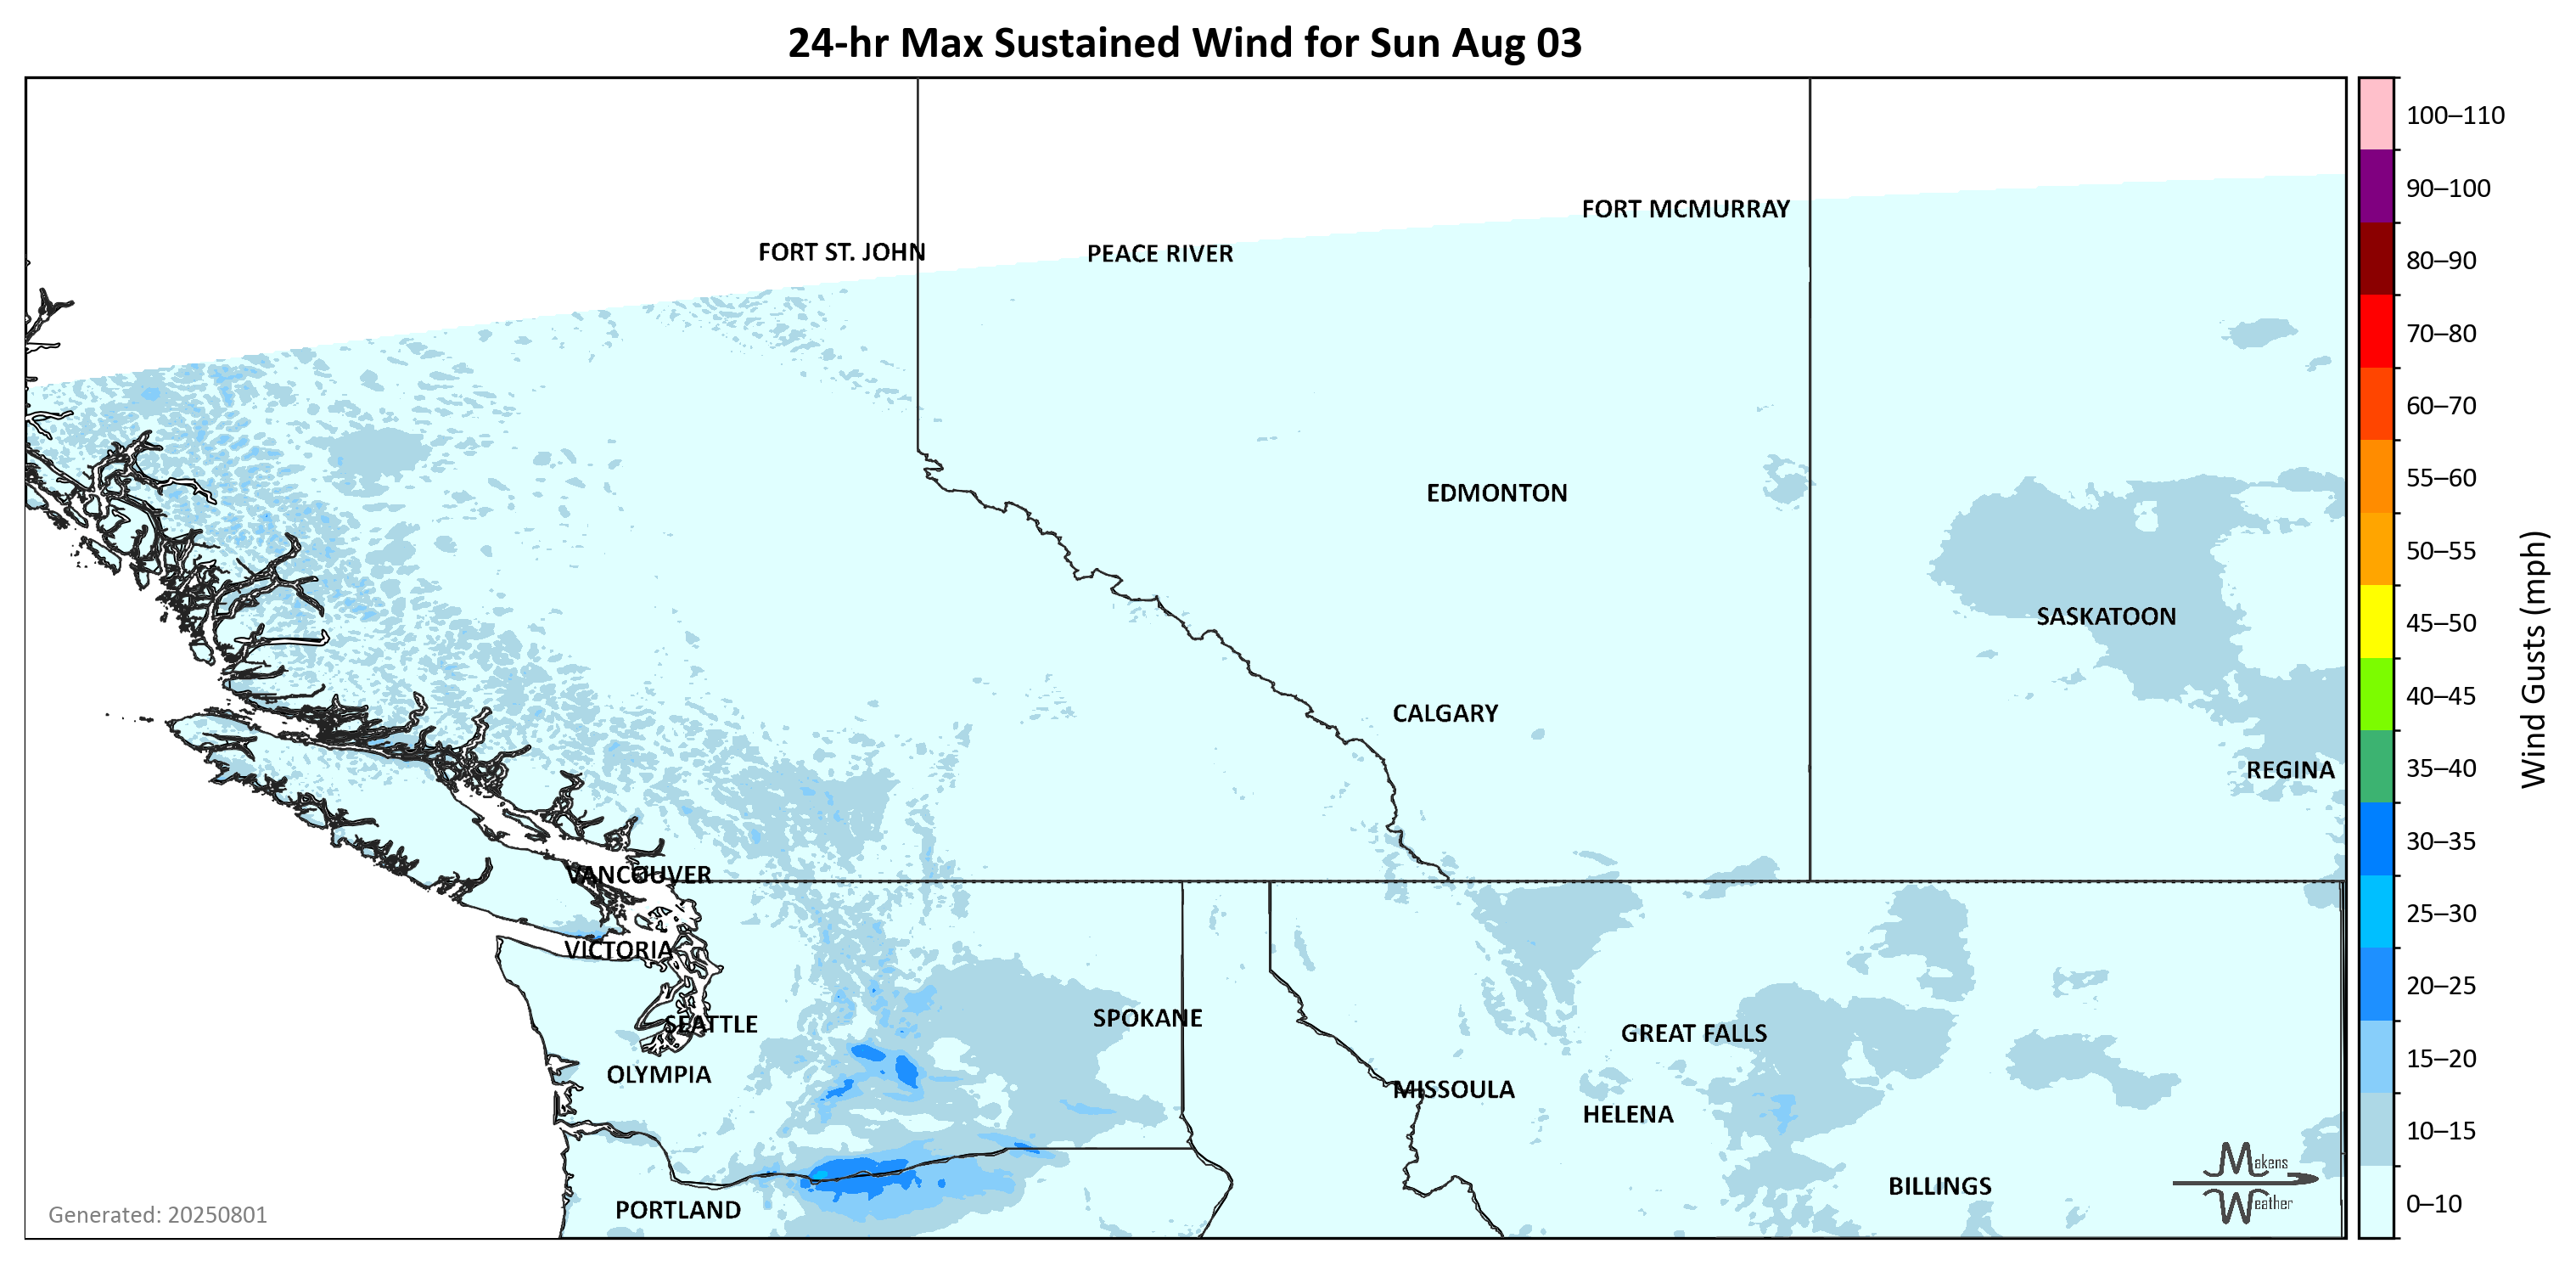 24-hr Max Sustained Wind for Sun Aug 03
FORT MCMURRAY
FORT ST. JOHN
PEACE RIVER
EDMONTON
SASKATOON
CALGARY
REGINA
VANCOUVER
VICTORIA
SEATTLE
SPOKANE
GREAT FALLS
OLYMPIA
MISSOULA
HELENA
BILLINGS
PORTLAND
Generated: 20250801
Makens
Weather
100–110
90–100
80–90
70–80
60–70
55–60
50–55
45–50
40–45
35–40
30–35
25–30
20–25
15–20
10–15
0–10
Wind Gusts (mph)